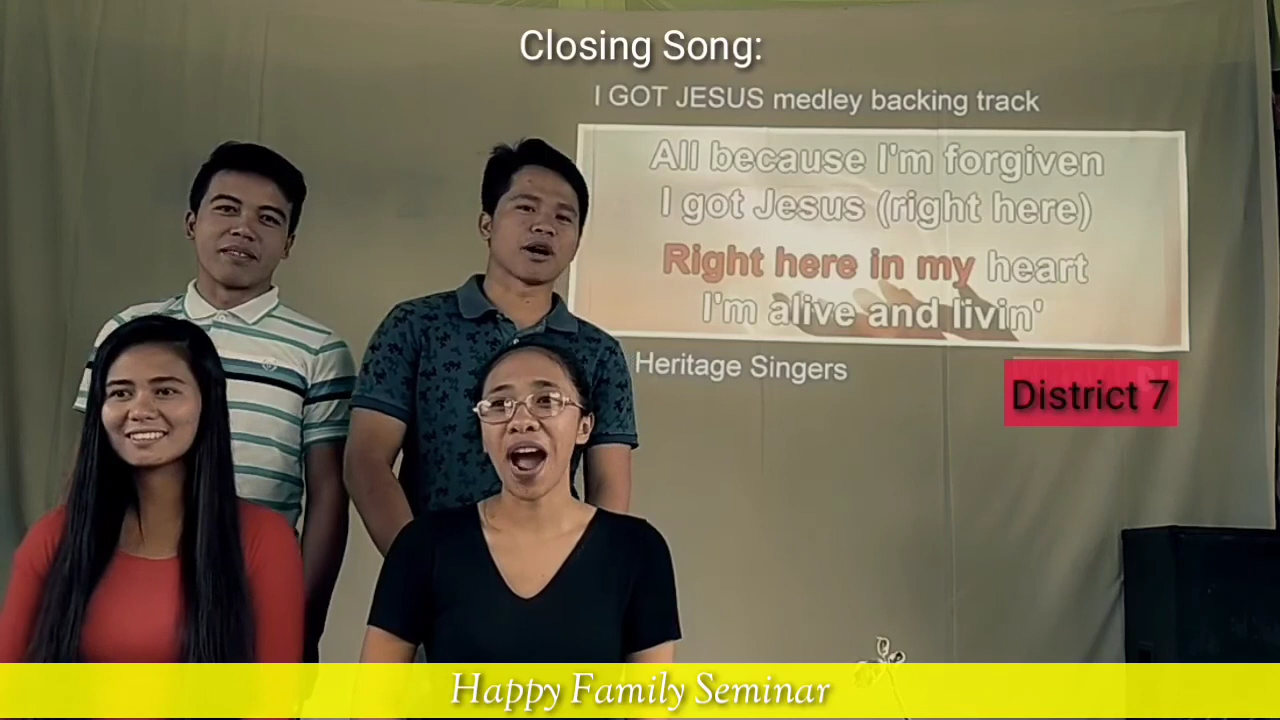 Closing Song:
I GOT JESUS medley backing track
All because I'm forgiven
I got Jesus (right here)
Right here in my heart
I'm alive and livin'
Heritage Singers
District 7
Happy Family Seminar